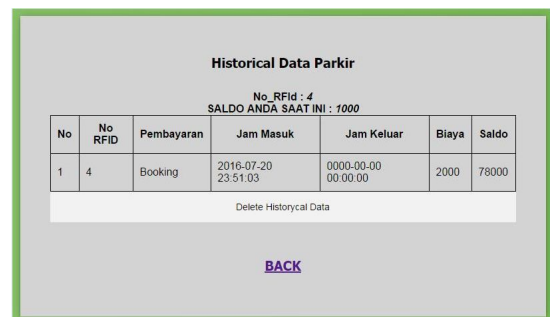 Historical Data Parkir
No_RFId : 4
SALDO ANDA SAAT INI : 1000
No No RFID Pembayaran Jam Masuk Jam Keluar Biaya Saldo
1 4 Booking 2016-07-20 23:51:03 0000-00-00 00:00:00 2000 78000
Delete Historycal Data
BACK